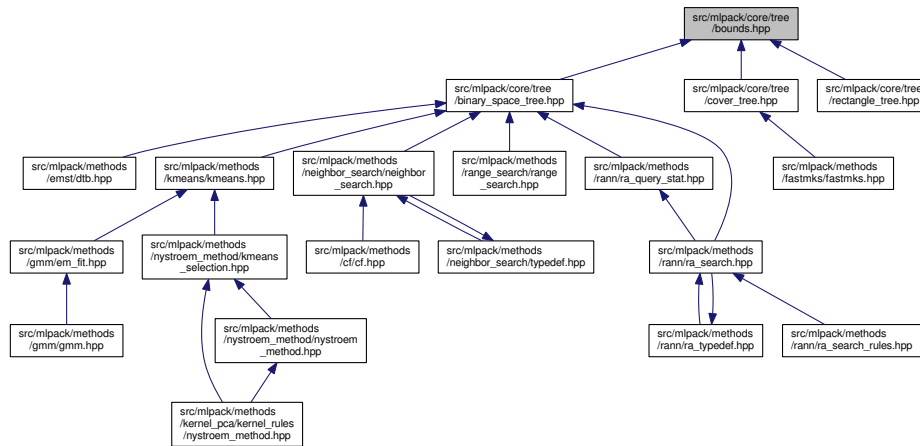 src/mlpack/core/tree
/bounds.hpp
src/mlpack/core/tree
/binary_space_tree.hpp
src/mlpack/core/tree
/cover_tree.hpp
src/mlpack/core/tree
/rectangle_tree.hpp
src/mlpack/methods
/emst/dtb.hpp
src/mlpack/methods
/kmeans/kmeans.hpp
src/mlpack/methods
/neighbor_search/neighbor
_search.hpp
src/mlpack/methods
/range_search/range
_search.hpp
src/mlpack/methods
/rann/ra_query_stat.hpp
src/mlpack/methods
/fastmks/fastmks.hpp
src/mlpack/methods
/gmm/em_fit.hpp
src/mlpack/methods
/nystroem_method/kmeans
_selection.hpp
src/mlpack/methods
/cf/cf.hpp
src/mlpack/methods
/neighbor_search/typedef.hpp
src/mlpack/methods
/rann/ra_search.hpp
src/mlpack/methods
/gmm/gmm.hpp
src/mlpack/methods
/nystroem_method/nystroem
_method.hpp
src/mlpack/methods
/rann/ra_typedef.hpp
src/mlpack/methods
/rann/ra_search_rules.hpp
src/mlpack/methods
/kernel_pca/kernel_rules
/nystroem_method.hpp